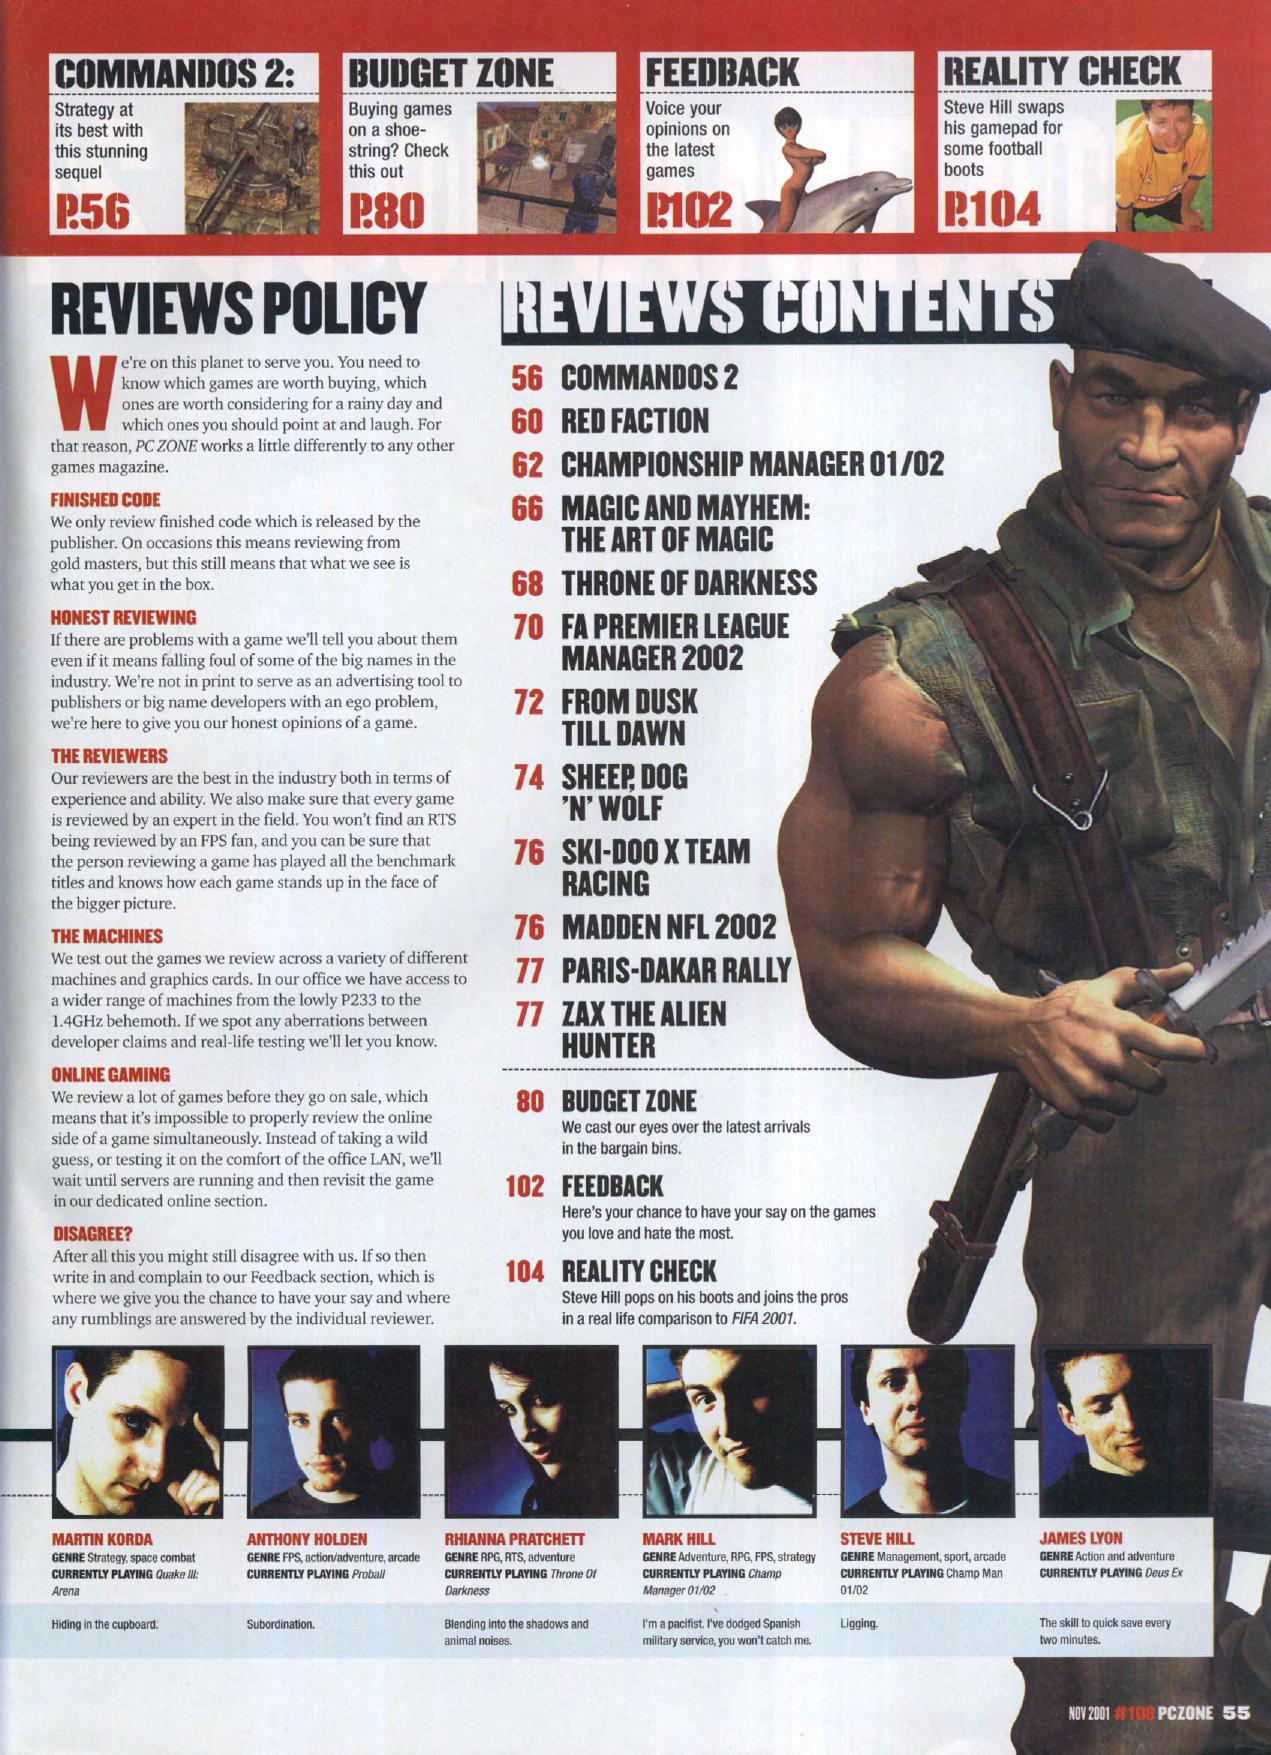 COMMANDOS 2:
Strategy at
its best with
this stunning
sequel
P.56
BUDGET ZONE
Buying games
on a shoe-
string? Check
this out
P.80
FEEDBACK
Voice your
opinions on
the latest
games
P.102
REALITY CHECK
Steve Hill swaps
his gamepad for
some football
boots
P.104
REVIEWS POLICY
We're on this planet to serve you. You need to
know which games are worth buying, which
ones are worth considering for a rainy day and
which ones you should point at and laugh. For
that reason, PC ZONE works a little differently to any other
games magazine.
FINISHED CODE
We only review finished code which is released by the
publisher. On occasions this means reviewing from
gold masters, but this still means that what we see is
what you get in the box.
HONEST REVIEWING
If there are problems with a game we'll tell you about them
even if it means falling foul of some of the big names in the
industry. We're not in print to serve as an advertising tool to
publishers or big name developers with an ego problem,
we're here to give you our honest opinions of a game.
THE REVIEWERS
Our reviewers are the best in the industry both in terms of
experience and ability. We also make sure that every game
is reviewed by an expert in the field. You won't find an RTS
being reviewed by an FPS fan, and you can be sure that
the person reviewing a game has played all the benchmark
titles and knows how each game stands up in the face of
the bigger picture.
THE MACHINES
We test out the games we review across a variety of different
machines and graphics cards. In our office we have access to
a wider range of machines from the lowly P233 to the
1.4GHz behemoth. If we spot any aberrations between
developer claims and real-life testing we'll let you know.
ONLINE GAMING
We review a lot of games before they go on sale, which
means that it's impossible to properly review the online
side of a game simultaneously. Instead of taking a wild
guess, or testing it on the comfort of the office LAN, we'll
wait until servers are running and then revisit the game
in our dedicated online section.
DISAGREE?
After all this you might still disagree with us. If so then
write in and complain to our Feedback section, which is
where we give you the chance to have your say and where
any rumblings are answered by the individual reviewer.
REVIEWS CONTENTS
56 COMMANDOS 2
60 RED FACTION
62 CHAMPIONSHIP MANAGER 01/02
66 MAGIC AND MAYHEM:
THE ART OF MAGIC
68 THRONE OF DARKNESS
70 FA PREMIER LEAGUE
MANAGER 2002
72 FROM DUSK
TILL DAWN
74 SHEEP, DOG
'N' WOLF
76 SKI-DOO X TEAM
RACING
76 MADDEN NFL 2002
77 PARIS-DAKAR RALLY
77 ZAX THE ALIEN
HUNTER
80 BUDGET ZONE
We cast our eyes over the latest arrivals
in the bargain bins.
102 FEEDBACK
Here's your chance to have your say on the games
you love and hate the most.
104 REALITY CHECK
Steve Hill pops on his boots and joins the pros
in a real life comparison to FIFA 2001.
MARTIN KORDA
GENRE Strategy, space combat
CURRENTLY PLAYING Quake III:
Arena
Hiding in the cupboard.
ANTHONY HOLDEN
GENRE FPS, action/adventure, arcade
CURRENTLY PLAYING Proball
Subordination.
RHIANNA PRATCHETT
GENRE RPG, RTS, adventure
CURRENTLY PLAYING Throne Of
Darkness
Blending into the shadows and
animal noises.
MARK HILL
GENRE Adventure, RPG, FPS, strategy
CURRENTLY PLAYING Champ
Manager 01/02
I'm a pacifist. I've dodged Spanish
military service, you won't catch me.
STEVE HILL
GENRE Management, sport, arcade
CURRENTLY PLAYING Champ Man
01/02
Ligging.
JAMES LYON
GENRE Action and adventure
CURRENTLY PLAYING Deus Ex
The skill to quick save every
two minutes.
NOV 2001 #108 PCZONE 55